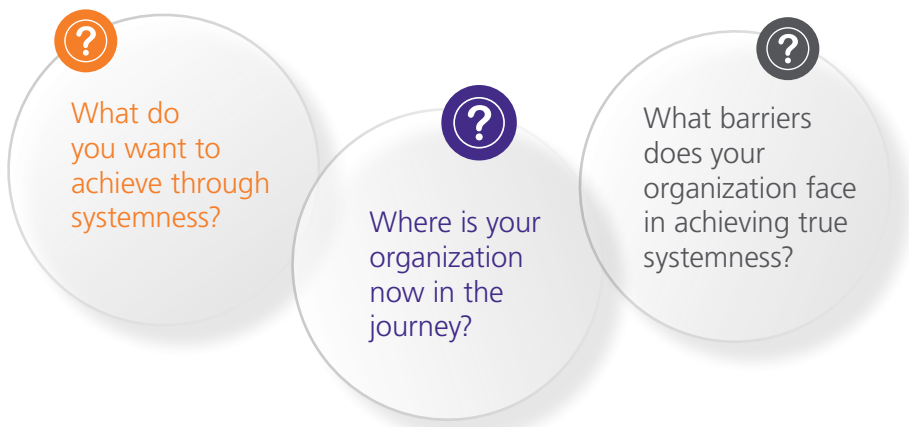 ?
What do
you want to
achieve through
systemness?
?
Where is your
organization
now in the
journey?
?
What barriers
does your
organization face
in achieving true
systemness?